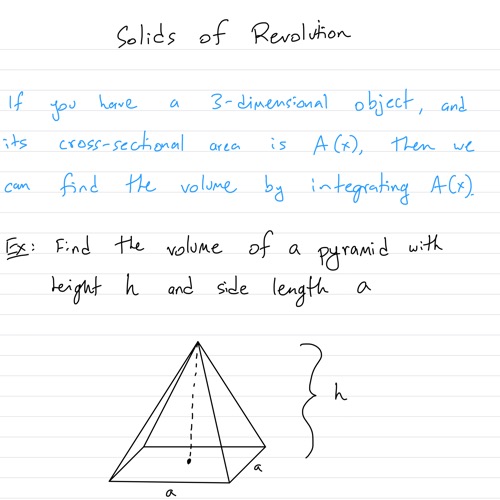 Solids of Revolution
If you have a 3-dimensional object, and
its cross-sectional area is A(x), then we
can find the volume by integrating A(x).
Ex: Find the volume of a pyramid with
height h and side length a
h
a
a